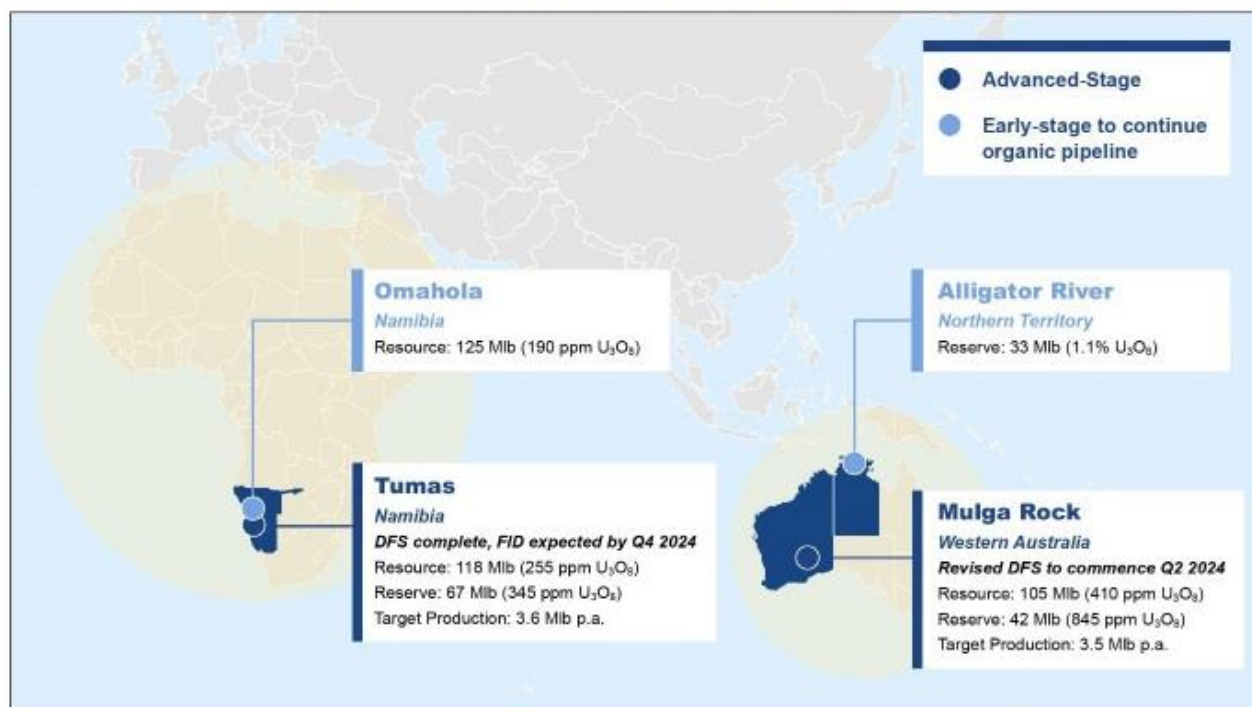 Advanced-Stage
Early-stage to continue
organic pipeline
Omahola
Namibia
Resource: 125 Mlb (190 ppm U₃O₈)
Alligator River
Northern Territory
Reserve: 33 Mlb (1.1% U₃O₈)
Tumas
Namibia
DFS complete, FID expected by Q4 2024
Resource: 118 Mlb (255 ppm U₃O₈)
Reserve: 67 Mlb (345 ppm U₃O₈)
Target Production: 3.6 Mlb p.a.
Mulga Rock
Western Australia
Revised DFS to commence Q2 2024
Resource: 105 Mlb (410 ppm U₃O₈)
Reserve: 42 Mlb (845 ppm U₃O₈)
Target Production: 3.5 Mlb p.a.